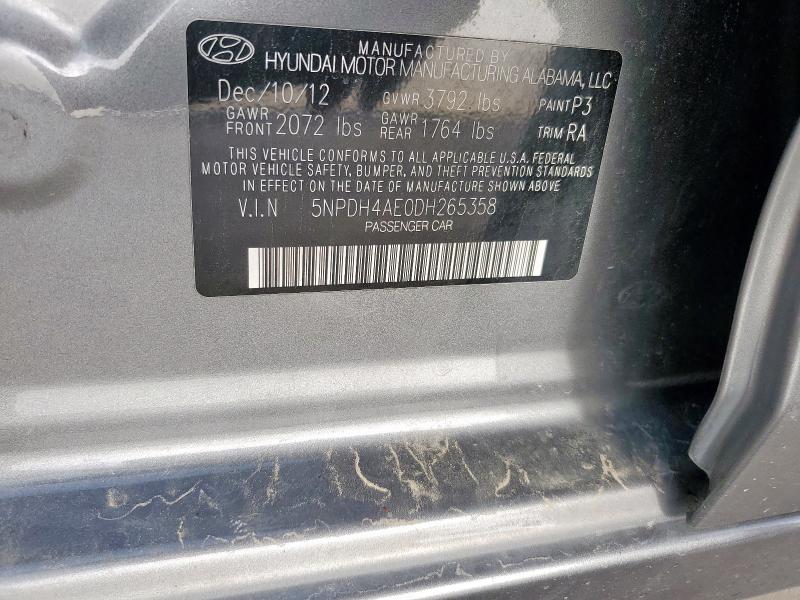 MANUFACTURED BY
HYUNDAI MOTOR MANUFACTURING ALABAMA, LLC
Dec/10/12 GVWR 3792 lbs PAINT P3
GAWR FRONT 2072 lbs GAWR REAR 1764 lbs TRIM RA
THIS VEHICLE CONFORMS TO ALL APPLICABLE U.S.A. FEDERAL
MOTOR VEHICLE SAFETY, BUMPER, AND THEFT PREVENTION STANDARDS
IN EFFECT ON THE DATE OF MANUFACTURE SHOWN ABOVE.
V.I.N 5NPDH4AE0DH265358
PASSENGER CAR